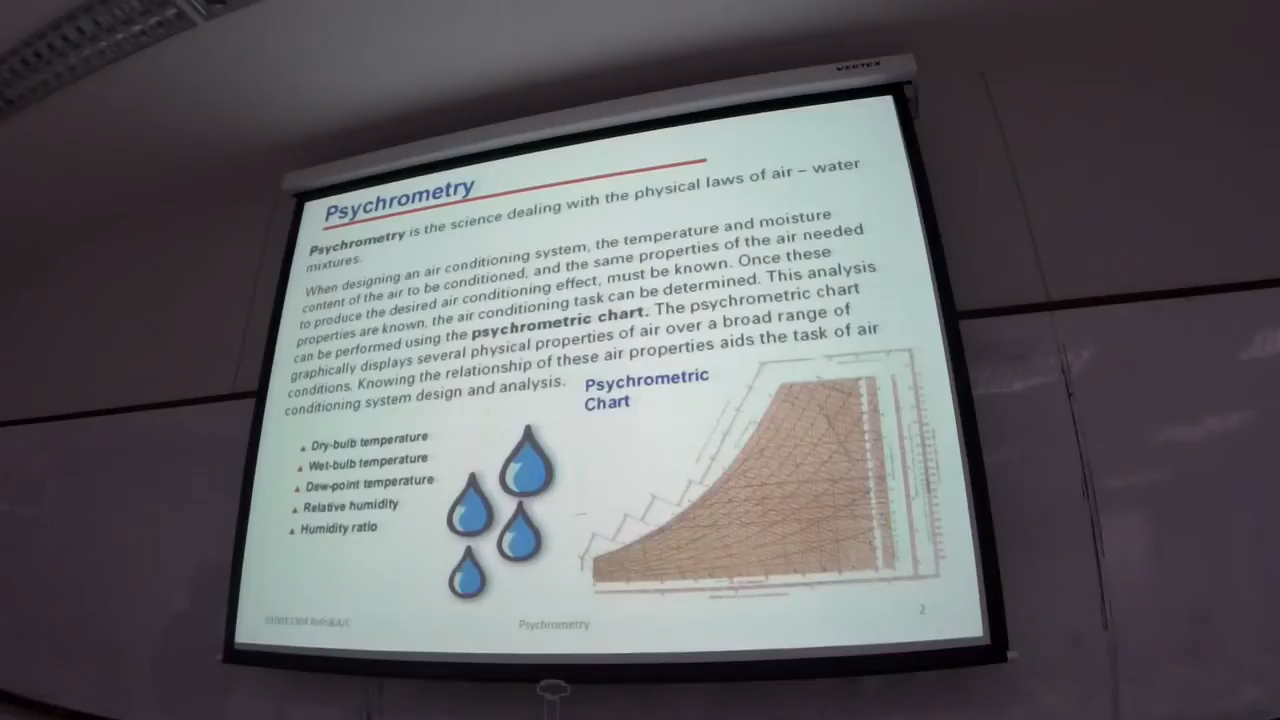 VERTEX
Psychrometry
Psychrometry is the science dealing with the physical laws of air – water
mixtures.
When designing an air conditioning system, the temperature and moisture
content of the air to be conditioned, and the same properties of the air needed
to produce the desired air conditioning effect, must be known. Once these
properties are known, the air conditioning task can be determined. This analysis
can be performed using the psychrometric chart. The psychrometric chart
graphically displays several physical properties of air over a broad range of
conditions. Knowing the relationship of these air properties aids the task of air
conditioning system design and analysis.
Psychrometric
Chart
Dry-bulb temperature
Wet-bulb temperature
Dew-point temperature
Relative humidity
Humidity ratio
Psychrometry
2